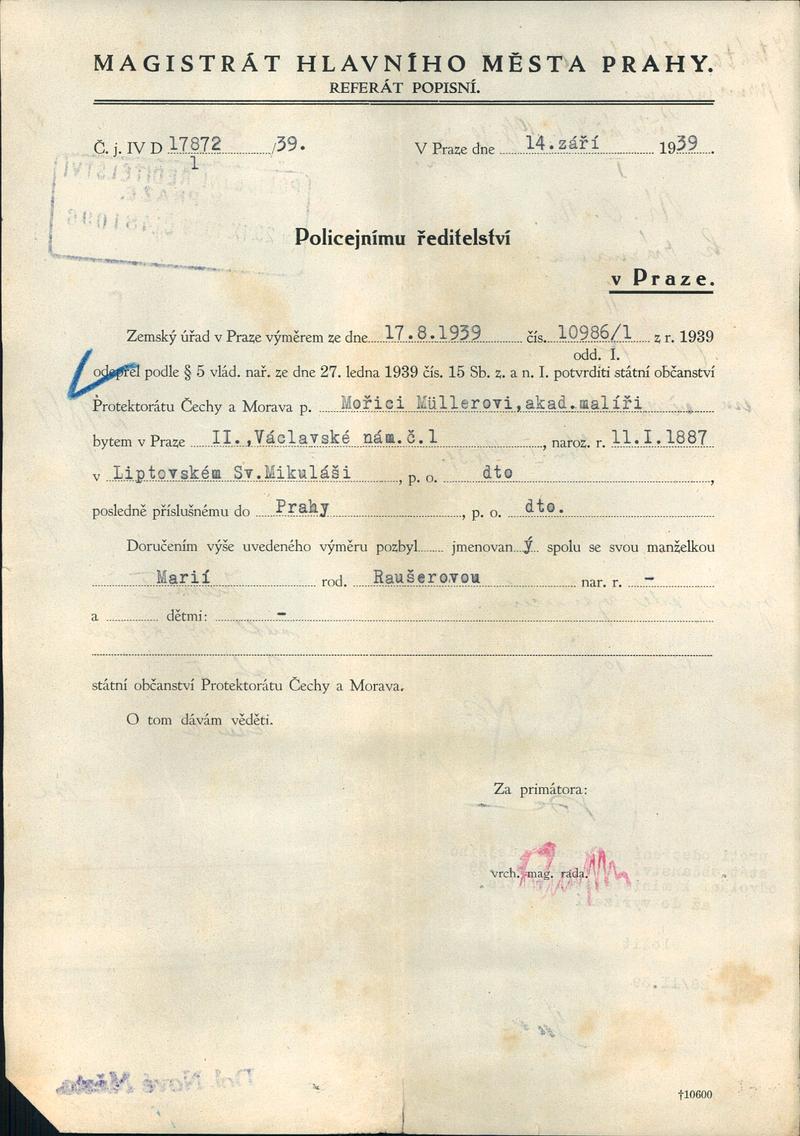 MAGISTRÁT HLAVNÍHO MĚSTA PRAHY.
REFERÁT POPISNÍ.
Č. j. IV D 17872 /39. V Praze dne 14.září 1939.
1
Policejnímu ředitelství
v Praze.
Zemský úřad v Praze výměrem ze dne 17.8.1939 čís. 10986/1 z r. 1939
odd. I.
odepřel podle § 5 vlád. nař. ze dne 27. ledna 1939 čís. 15 Sb. z. a n. I. potvrditi státní občanství
Protektorátu Čechy a Morava p. Mořici Müllerovi,akad.malíři
bytem v Praze II.,Václavské nám.č.1, naroz. r. 11.I.1887
v Liptovském Sv.Mikuláši, p. o. dto,
posledně příslušnému do Prahy, p. o. dto.
Doručením výše uvedeného výměru pozbyl jmenovaný spolu se svou manželkou
Marií rod. Raušerovou nar. r. -
a dětmi: -
státní občanství Protektorátu Čechy a Morava.
O tom dávám věděti.
Za primátora:
vrch. mag. ráda.
Dol. Nové Město.
†10600